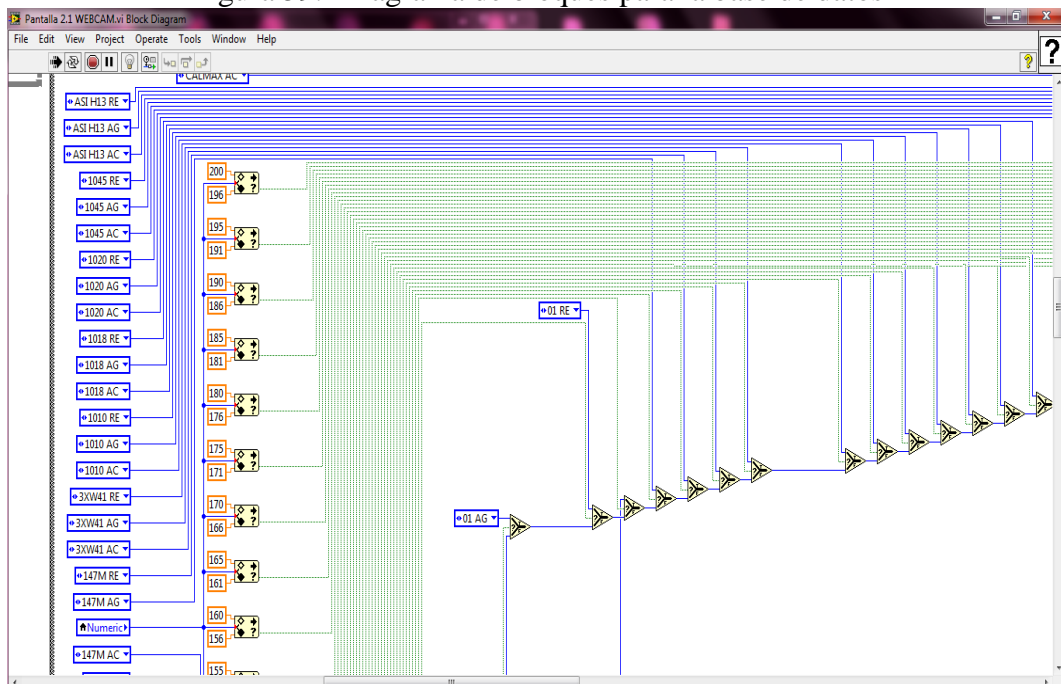 Pantalla 2.1 WEBCAM.vi Block Diagram
File Edit View Project Operate Tools Window Help
CALMAX AC
ASI H13 RE
ASI H13 AG
ASI H13 AC
1045 RE
1045 AG
1045 AC
1020 RE
1020 AG
1020 AC
1018 RE
1018 AG
1018 AC
1010 RE
1010 AG
1010 AC
3XW41 RE
3XW41 AG
3XW41 AC
147M RE
147M AG
Numeric
147M AC
200
196
195
191
190
186
185
181
180
176
175
171
170
166
165
161
160
156
155
01 RE
01 AG